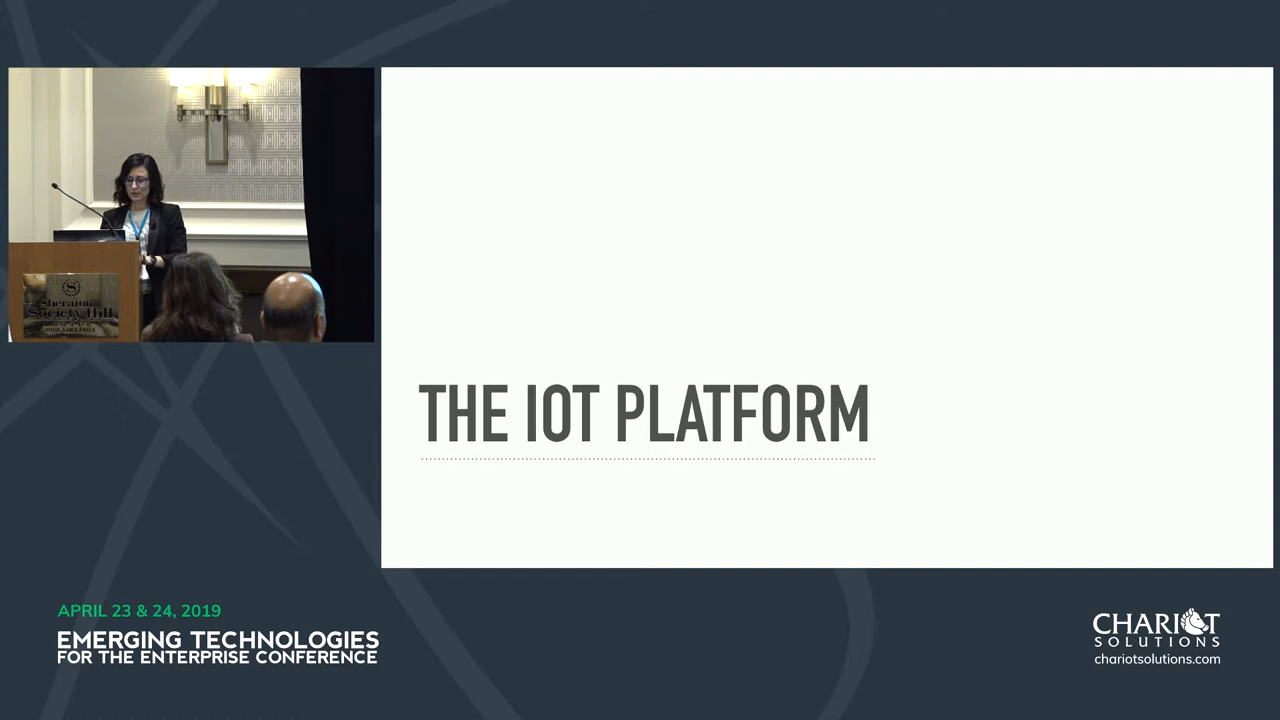 Sheraton
Society Hill
PHILADELPHIA
THE IOT PLATFORM
APRIL 23 & 24, 2019
EMERGING TECHNOLOGIES
FOR THE ENTERPRISE CONFERENCE
CHARIOT
SOLUTIONS
chariotsolutions.com